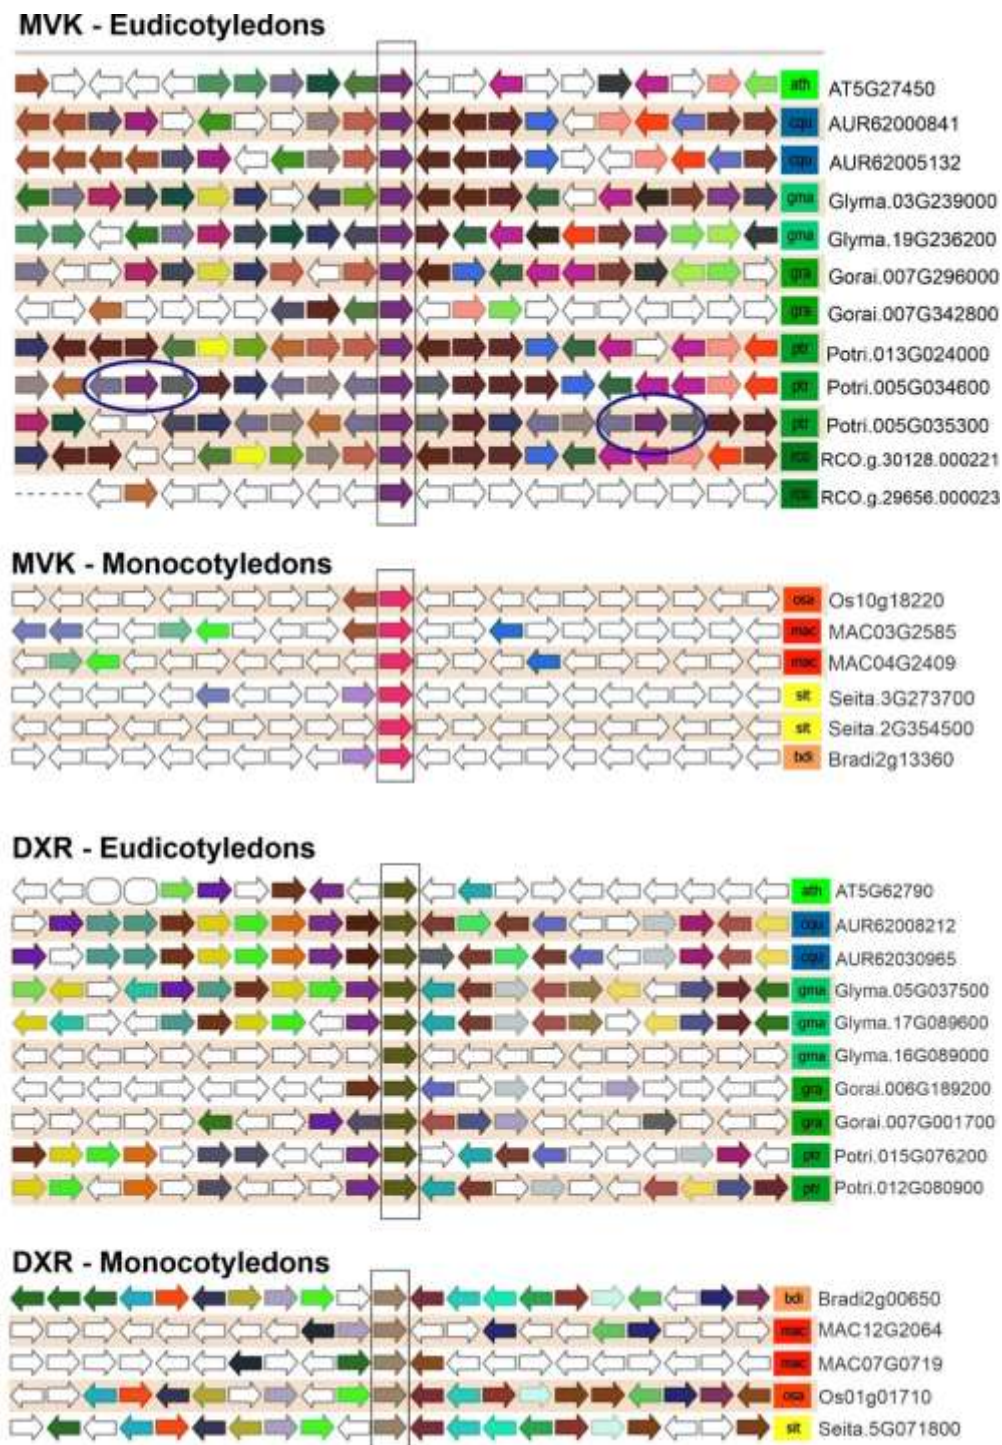 MVK - Eudicotyledons
ath AT5G27450
cqu AUR62000841
cqu AUR62005132
gma Glyma.03G239000
gma Glyma.19G236200
gra Gorai.007G296000
gra Gorai.007G342800
ptr Potri.013G024000
ptr Potri.005G034600
ptr Potri.005G035300
rco RCO.g.30128.000221
rco RCO.g.29656.000023
MVK - Monocotyledons
osa Os10g18220
mac MAC03G2585
mac MAC04G2409
sit Seita.3G273700
sit Seita.2G354500
bdi Bradi2g13360
DXR - Eudicotyledons
ath AT5G62790
cqu AUR62008212
cqu AUR62030965
gma Glyma.05G037500
gma Glyma.17G089600
gma Glyma.16G089000
gra Gorai.006G189200
gra Gorai.007G001700
ptr Potri.015G076200
ptr Potri.012G080900
DXR - Monocotyledons
bdi Bradi2g00650
mac MAC12G2064
mac MAC07G0719
osa Os01g01710
sit Seita.5G071800